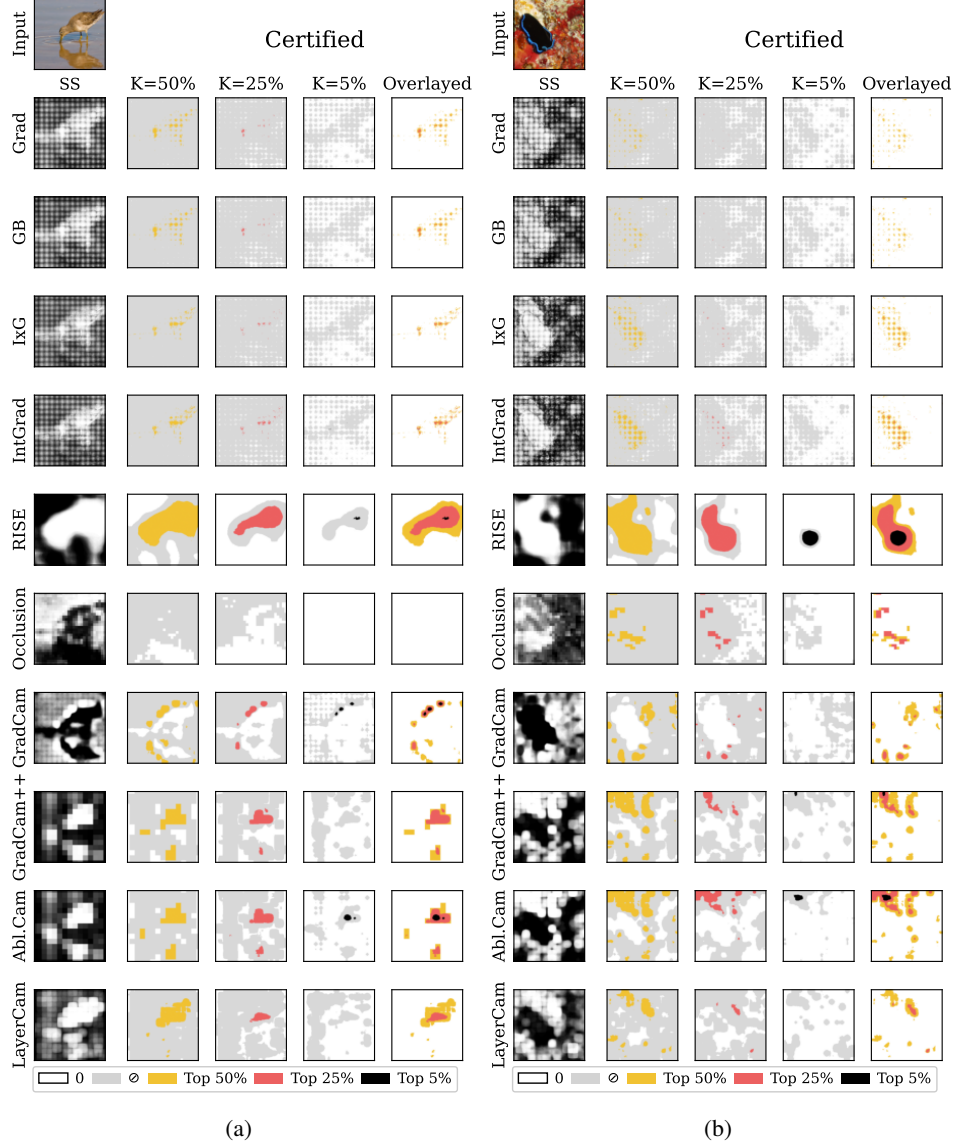 Input
Certified
SS K=50% K=25% K=5% Overlayed
Grad
GB
IxG
IntGrad
RISE
Occlusion
GradCam
GradCam++
Abl.Cam
LayerCam
0 ⊘ Top 50% Top 25% Top 5%
(a)
Input
Certified
SS K=50% K=25% K=5% Overlayed
Grad
GB
IxG
IntGrad
RISE
Occlusion
GradCam
GradCam++
Abl.Cam
LayerCam
0 ⊘ Top 50% Top 25% Top 5%
(b)